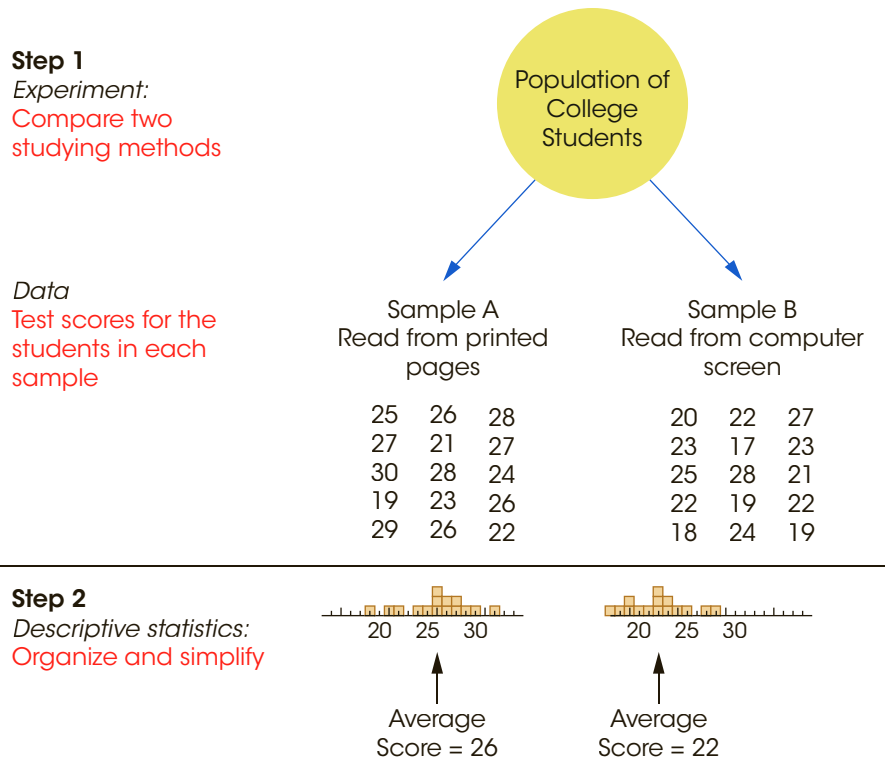 Step 1
Experiment:
Compare two
studying methods
Population of
College
Students
Data
Test scores for the
students in each
sample
Sample A
Read from printed
pages
25 26 28
27 21 27
30 28 24
19 23 26
29 26 22
Sample B
Read from computer
screen
20 22 27
23 17 23
25 28 21
22 19 22
18 24 19
Step 2
Descriptive statistics:
Organize and simplify
20 25 30
Average
Score = 26
20 25 30
Average
Score = 22